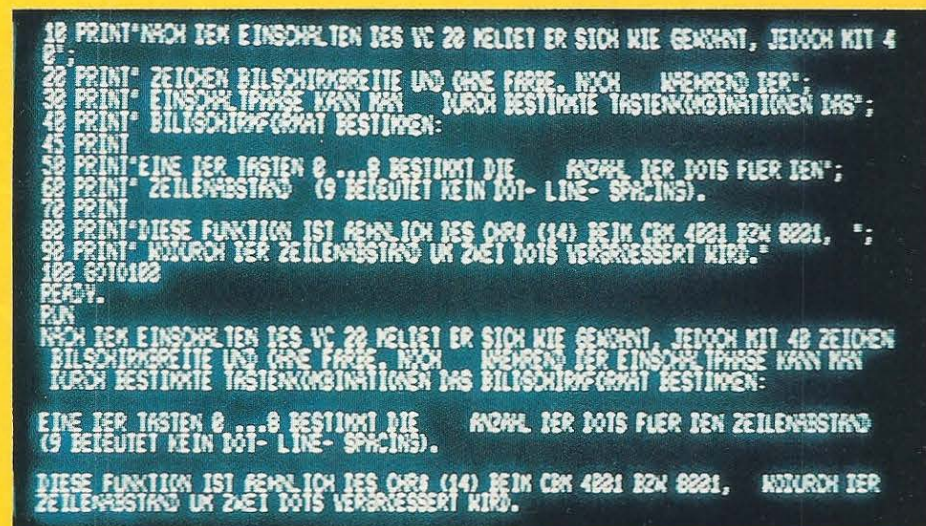 10 PRINT"NACH DEM EINSCHALTEN DES VC 20 MELDET ER SICH WIE GEWOHNT, JEDOCH MIT 4
0";
20 PRINT" ZEICHEN BILSCHIRMBREITE UND OHNE FARBE. NOCH WAEHREND DER";
30 PRINT" EINSCHALTPHASE KANN MAN DURCH BESTIMMTE TASTENKOMBINATIONEN DAS";
40 PRINT" BILDSCHIRMFORMAT BESTIMMEN:
45 PRINT
50 PRINT"EINE DER TASTEN 0 ....8 BESTIMMT DIE ANZAHL DER DOTS FUER DEN";
60 PRINT" ZEILENABSTAND (0 BEDEUTET KEIN DOT- LINE- SPACING).
70 PRINT
80 PRINT"DIESE FUNKTION IST AEHNLICH DES CHR$ (14) BEIM CBM 4001 BZW 8001, ";
90 PRINT" WODURCH DER ZEILENABSTAND UM ZWEI DOTS VERGROESSERT WIRD."
100 GOTO100
READY.
RUN
NACH DEM EINSCHALTEN DES VC 20 MELDET ER SICH WIE GEWOHNT, JEDOCH MIT 40 ZEICHEN
BILSCHIRMBREITE UND OHNE FARBE. NOCH WAEHREND DER EINSCHALTPHASE KANN MAN
DURCH BESTIMMTE TASTENKOMBINATIONEN DAS BILDSCHIRMFORMAT BESTIMMEN:
EINE DER TASTEN 0 ....8 BESTIMMT DIE ANZAHL DER DOTS FUER DEN ZEILENABSTAND
(0 BEDEUTET KEIN DOT- LINE- SPACING).
DIESE FUNKTION IST AEHNLICH DES CHR$ (14) BEIM CBM 4001 BZW 8001, WODURCH DER
ZEILENABSTAND UM ZWEI DOTS VERGROESSERT WIRD.